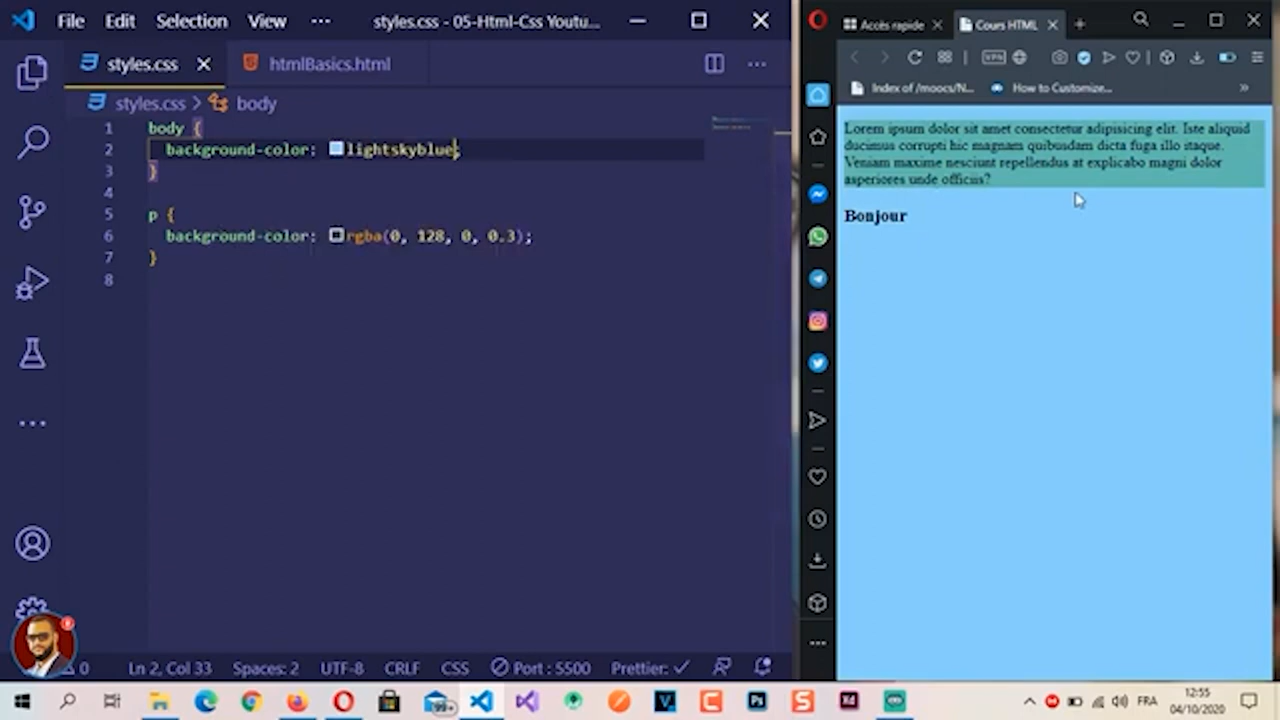 File Edit Selection View ··· styles.css - 05-Html-Css Youtu...
styles.css
htmlBasics.html
styles.css > body
1 body {
2 background-color: lightskyblue;
3 }
4
5 p {
6 background-color: rgba(0, 128, 0, 0.3);
7 }
8
0 Ln 2, Col 33 Spaces: 2 UTF-8 CRLF CSS Port : 5500 Prettier: ✓
Accès rapide
Cours HTML
VPN
Index of /moocs/N...
How to Customize...
»
Lorem ipsum dolor sit amet consectetur adipisicing elit. Iste aliquid
ducimus corrupti hic magnam quibusdam dicta fuga illo itaque.
Veniam maxime nesciunt repellendus at explicabo magni dolor
asperiores unde officiis?
Bonjour
99+
Ps
Xd
FRA
12:55
04/10/2020